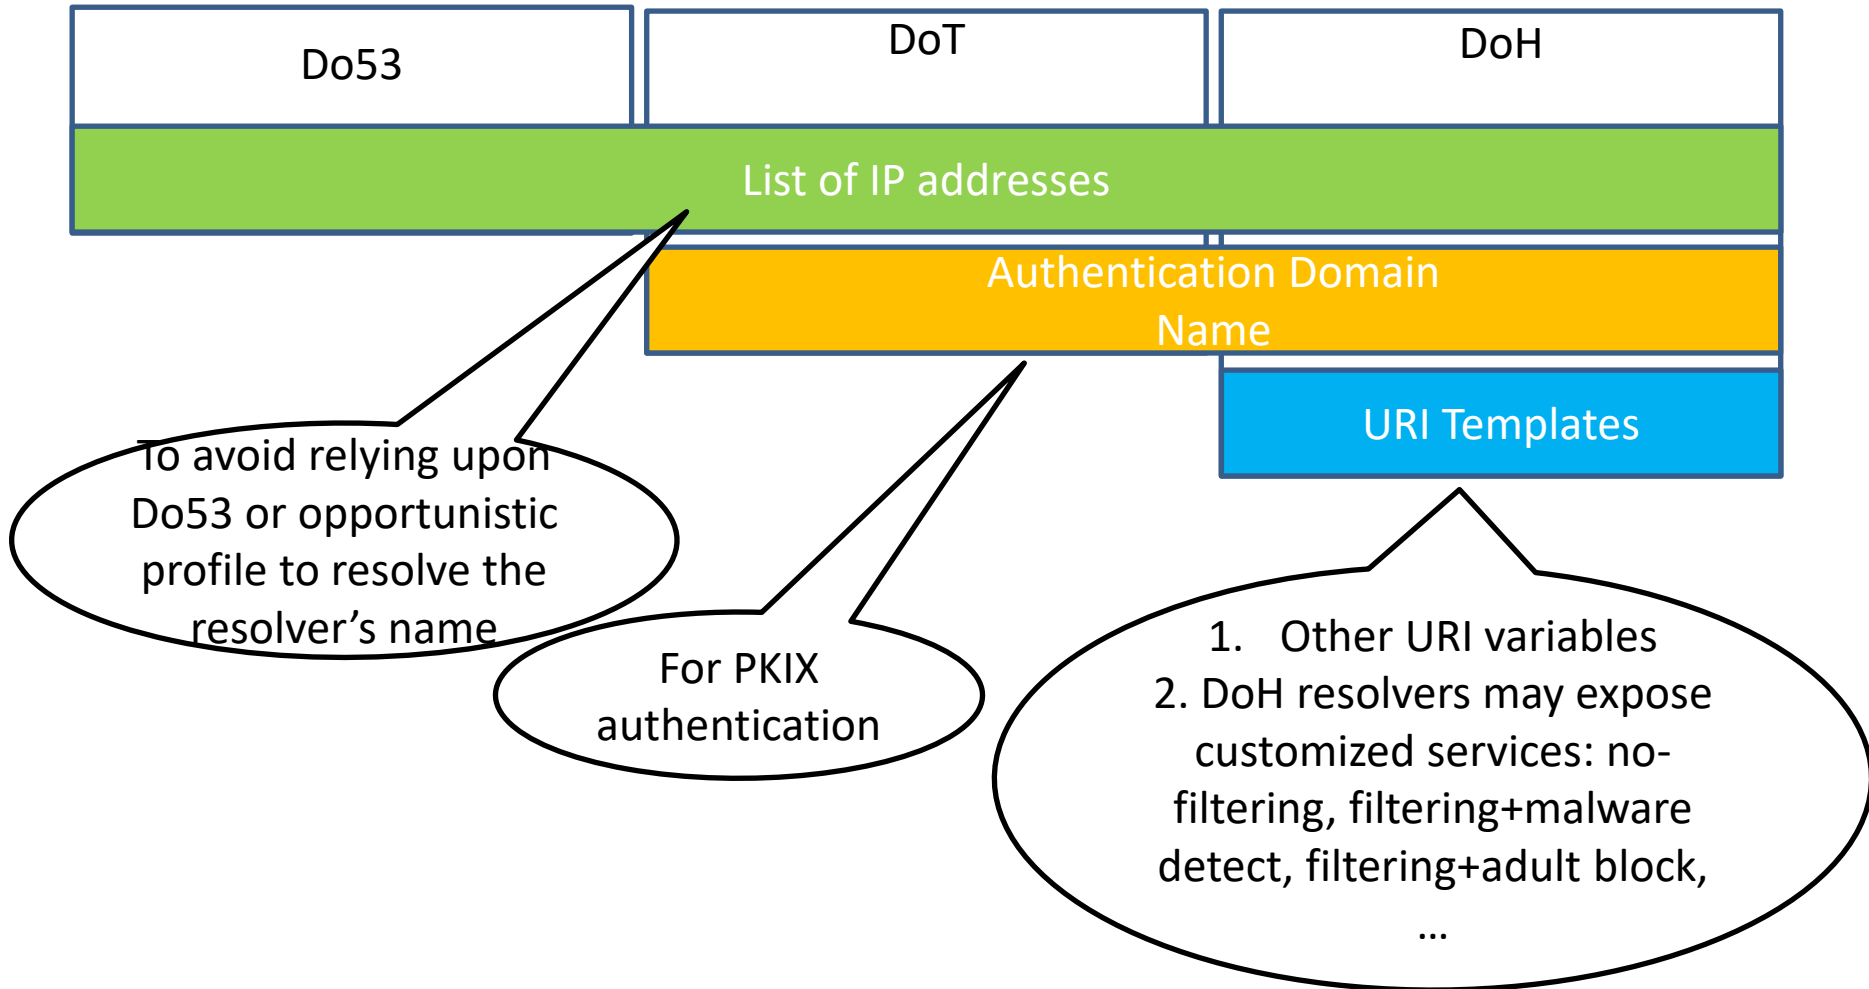 Do53
DoT
DoH
List of IP addresses
Authentication Domain
Name
URI Templates
To avoid relying upon
Do53 or opportunistic
profile to resolve the
resolver’s name
For PKIX
authentication
1. Other URI variables
2. DoH resolvers may expose
customized services: no-
filtering, filtering+malware
detect, filtering+adult block,
…